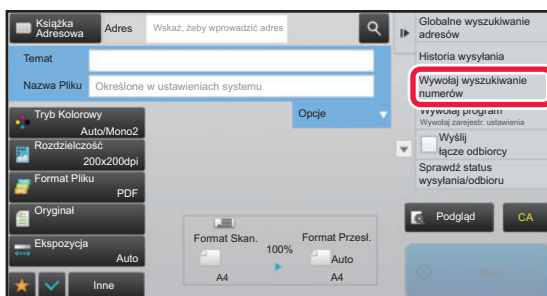 Książka
Adresowa
Adres
Wskaż, żeby wprowadzić adres
Temat
Nazwa Pliku
Określone w ustawieniach systemu
Tryb Kolorowy
Auto/Mono2
Rozdzielczość
200x200dpi
Format Pliku
PDF
Oryginał
Ekspozycja
Auto
Inne
Opcje
Format Skan.
A4
100%
Format Przesł.
Auto
A4
Globalne wyszukiwanie
adresów
Historia wysyłania
Wywołaj wyszukiwanie
numerów
Wywołaj program
Wywołaj zarejestr. ustawienia
Wyślij
łącze odbiorcy
Sprawdź status
wysyłania/odbioru
Podgląd
CA
Start